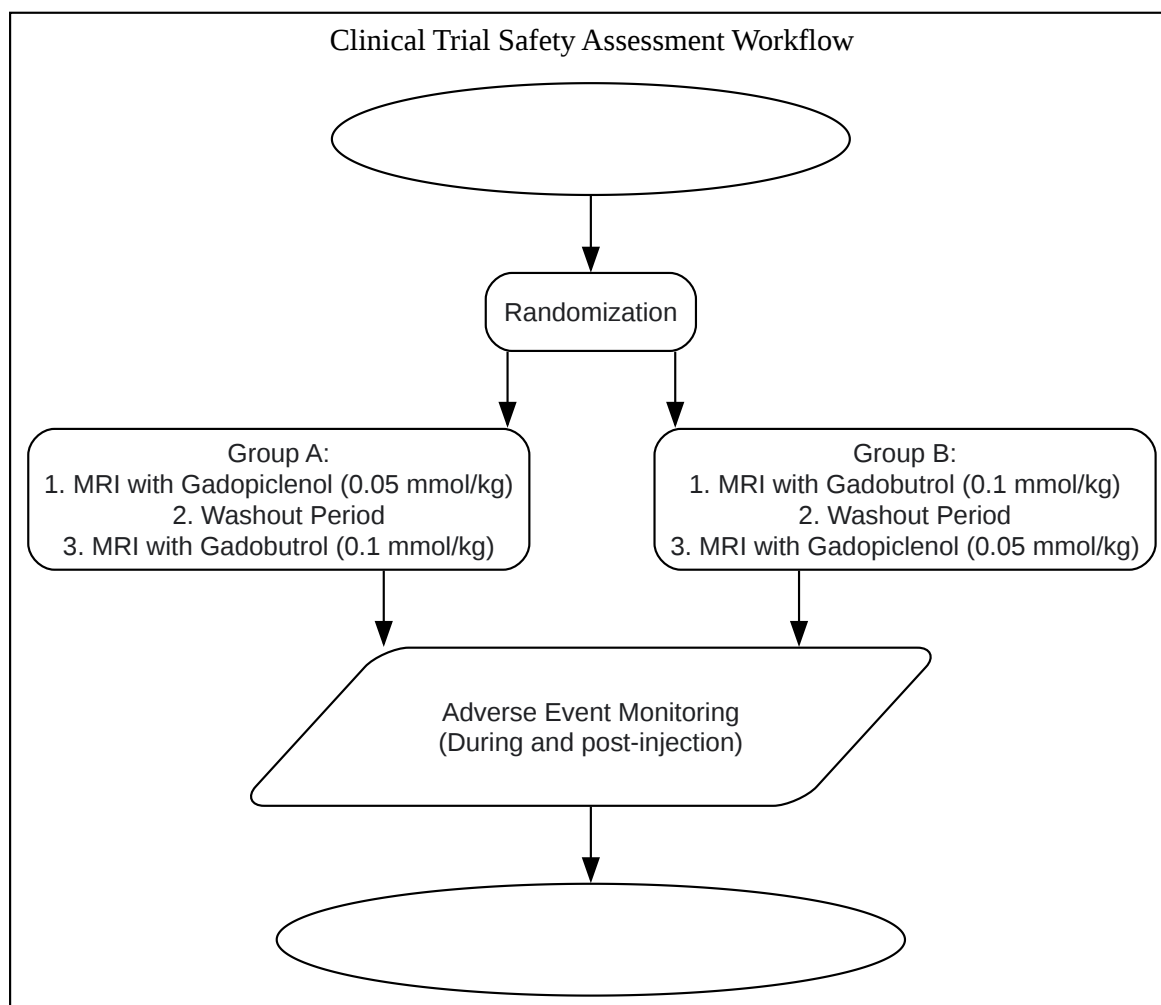 Clinical Trial Safety Assessment Workflow
Randomization
Group A:
1. MRI with Gadopiclenol (0.05 mmol/kg)
2. Washout Period
3. MRI with Gadobutrol (0.1 mmol/kg)
Group B:
1. MRI with Gadobutrol (0.1 mmol/kg)
2. Washout Period
3. MRI with Gadopiclenol (0.05 mmol/kg)
Adverse Event Monitoring
(During and post-injection)